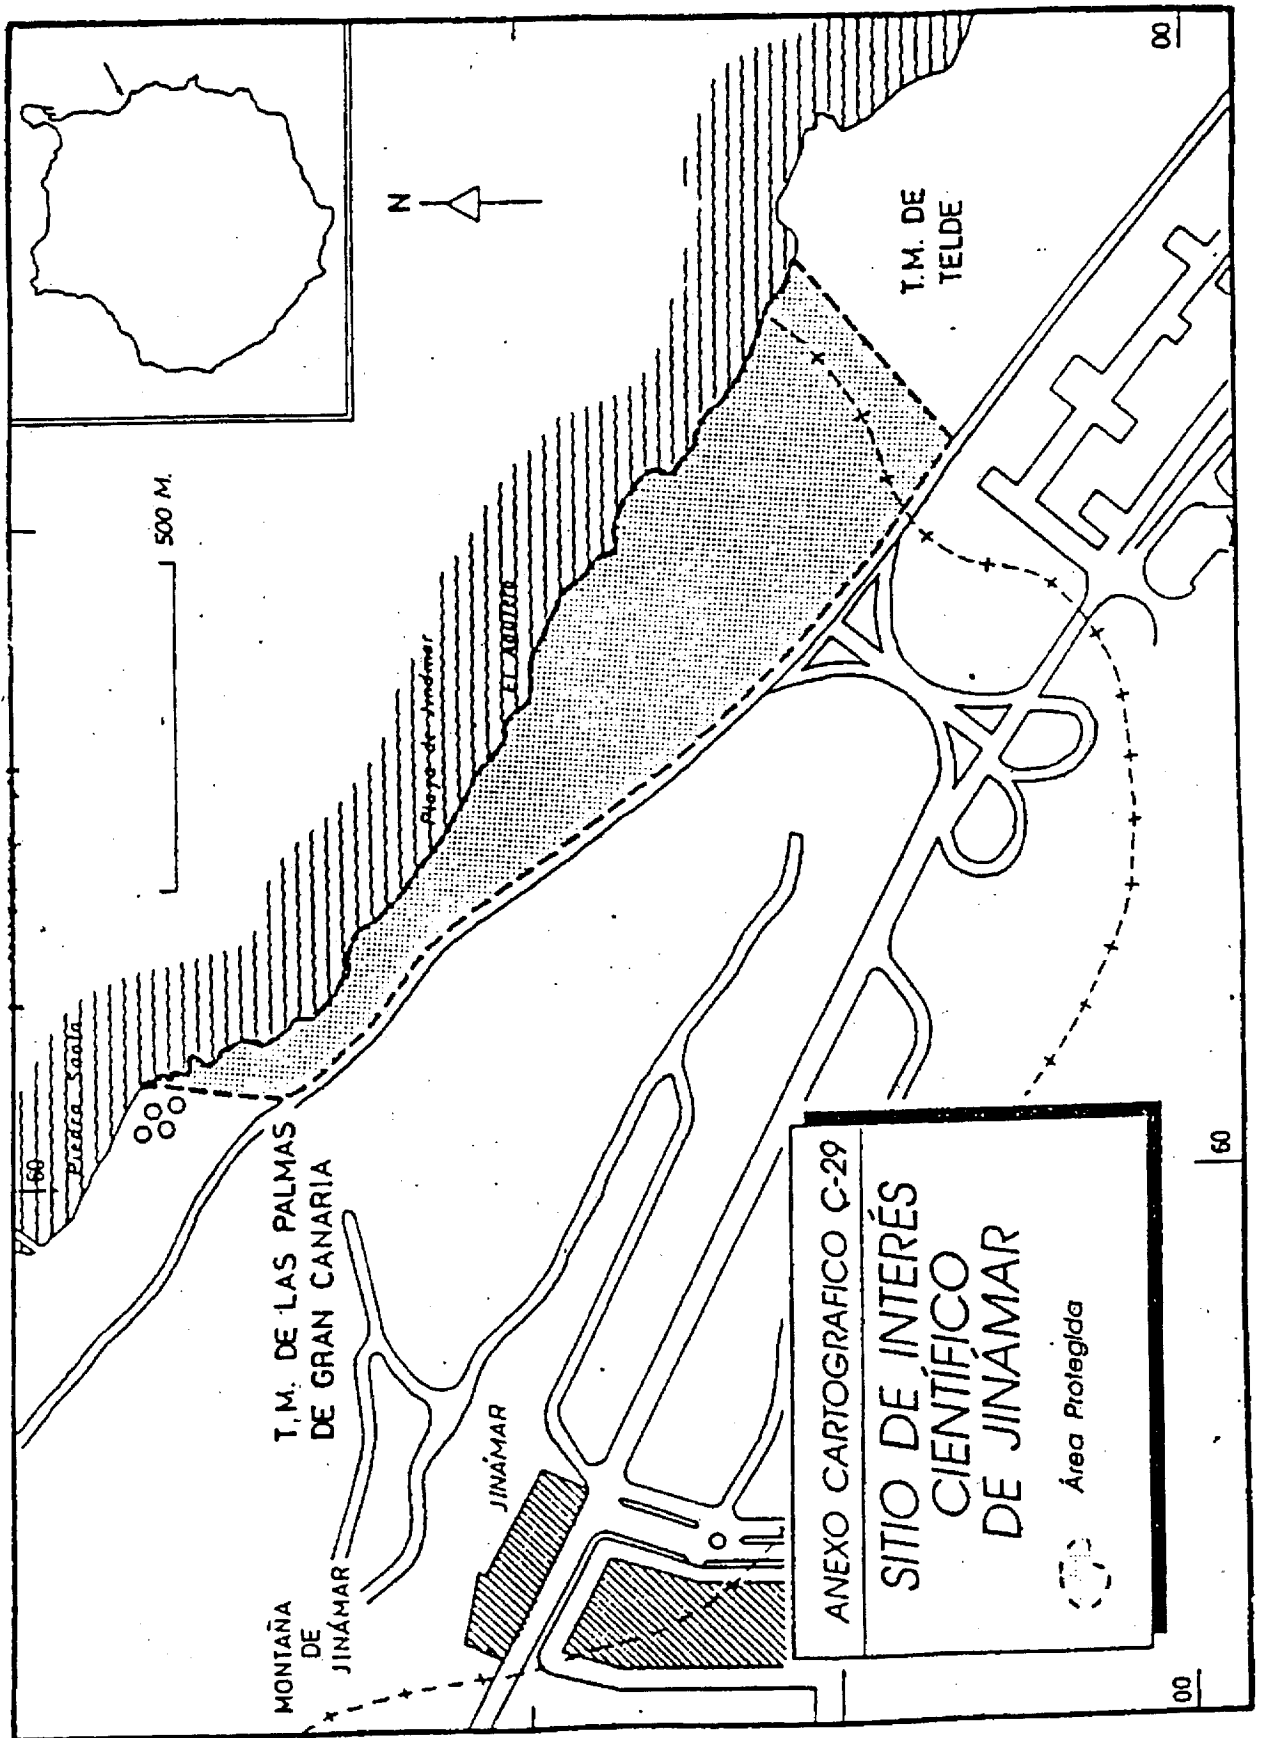 N
500 M.
Piedra Santa
Playa de Jinámar
T.M. DE
TELDE
T.M. DE LAS PALMAS
DE GRAN CANARIA
JINÁMAR
MONTAÑA
DE
JINÁMAR
60
00
60
00
ANEXO CARTOGRAFICO C-29
SITIO DE INTERÉS
CIENTÍFICO
DE JINÁMAR
Área Protegida